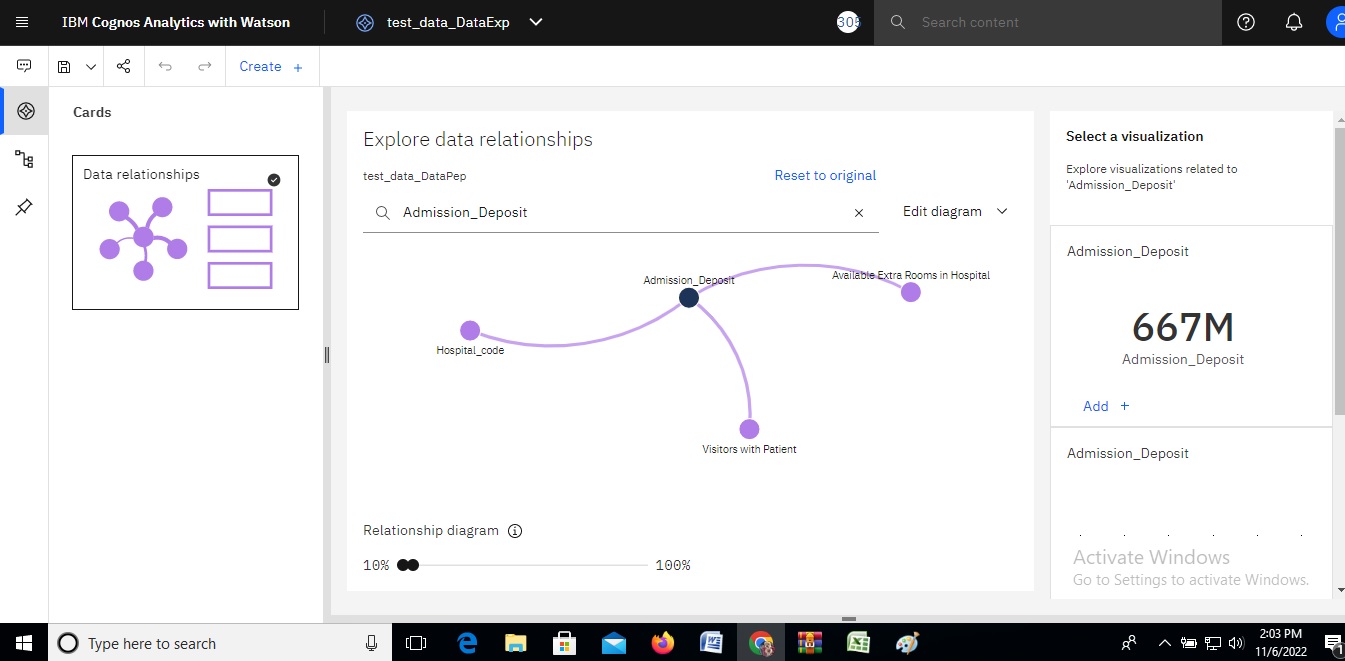 IBM Cognos Analytics with Watson
test_data_DataExp
305
Search content
Create +
Cards
Data relationships
Explore data relationships
test_data_DataPep
Reset to original
Admission_Deposit
Edit diagram
Admission_Deposit
Available Extra Rooms in Hospital
Hospital_code
Visitors with Patient
Relationship diagram
10%
100%
Select a visualization
Explore visualizations related to
'Admission_Deposit'
Admission_Deposit
667M
Admission_Deposit
Add +
Admission_Deposit
Activate Windows
Go to Settings to activate Windows.
Type here to search
2:03 PM
11/6/2022
1